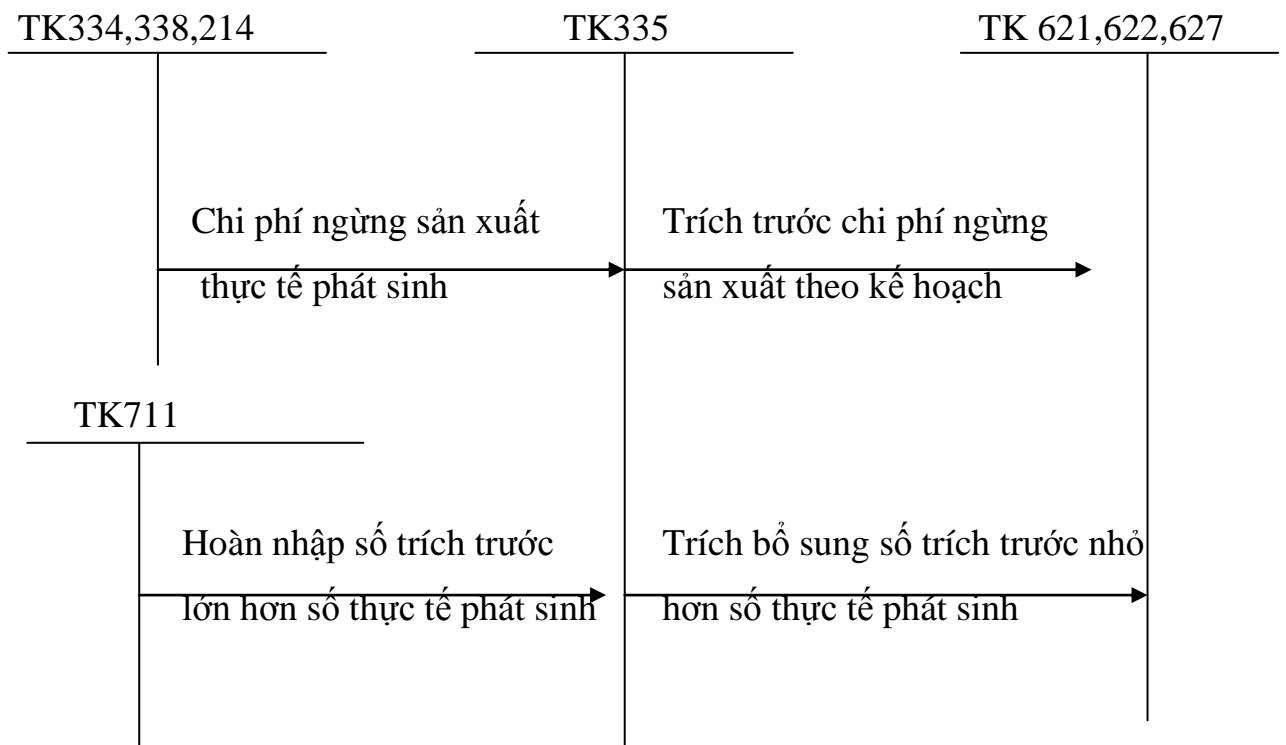 TK334,338,214
TK335
TK 621,622,627
Chi phí ngừng sản xuất
thực tế phát sinh
Trích trước chi phí ngừng
sản xuất theo kế hoạch
TK711
Hoàn nhập số trích trước
lớn hơn số thực tế phát sinh
Trích bổ sung số trích trước nhỏ
hơn số thực tế phát sinh